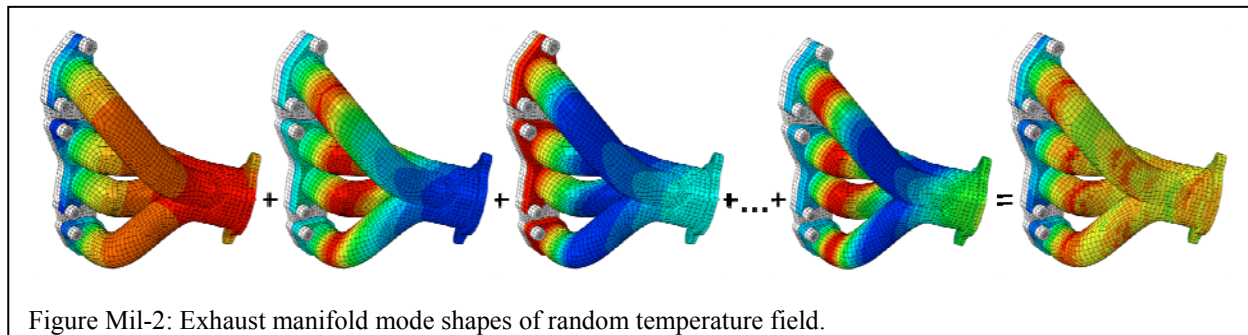 + + +...+ =
Figure Mil-2: Exhaust manifold mode shapes of random temperature field.